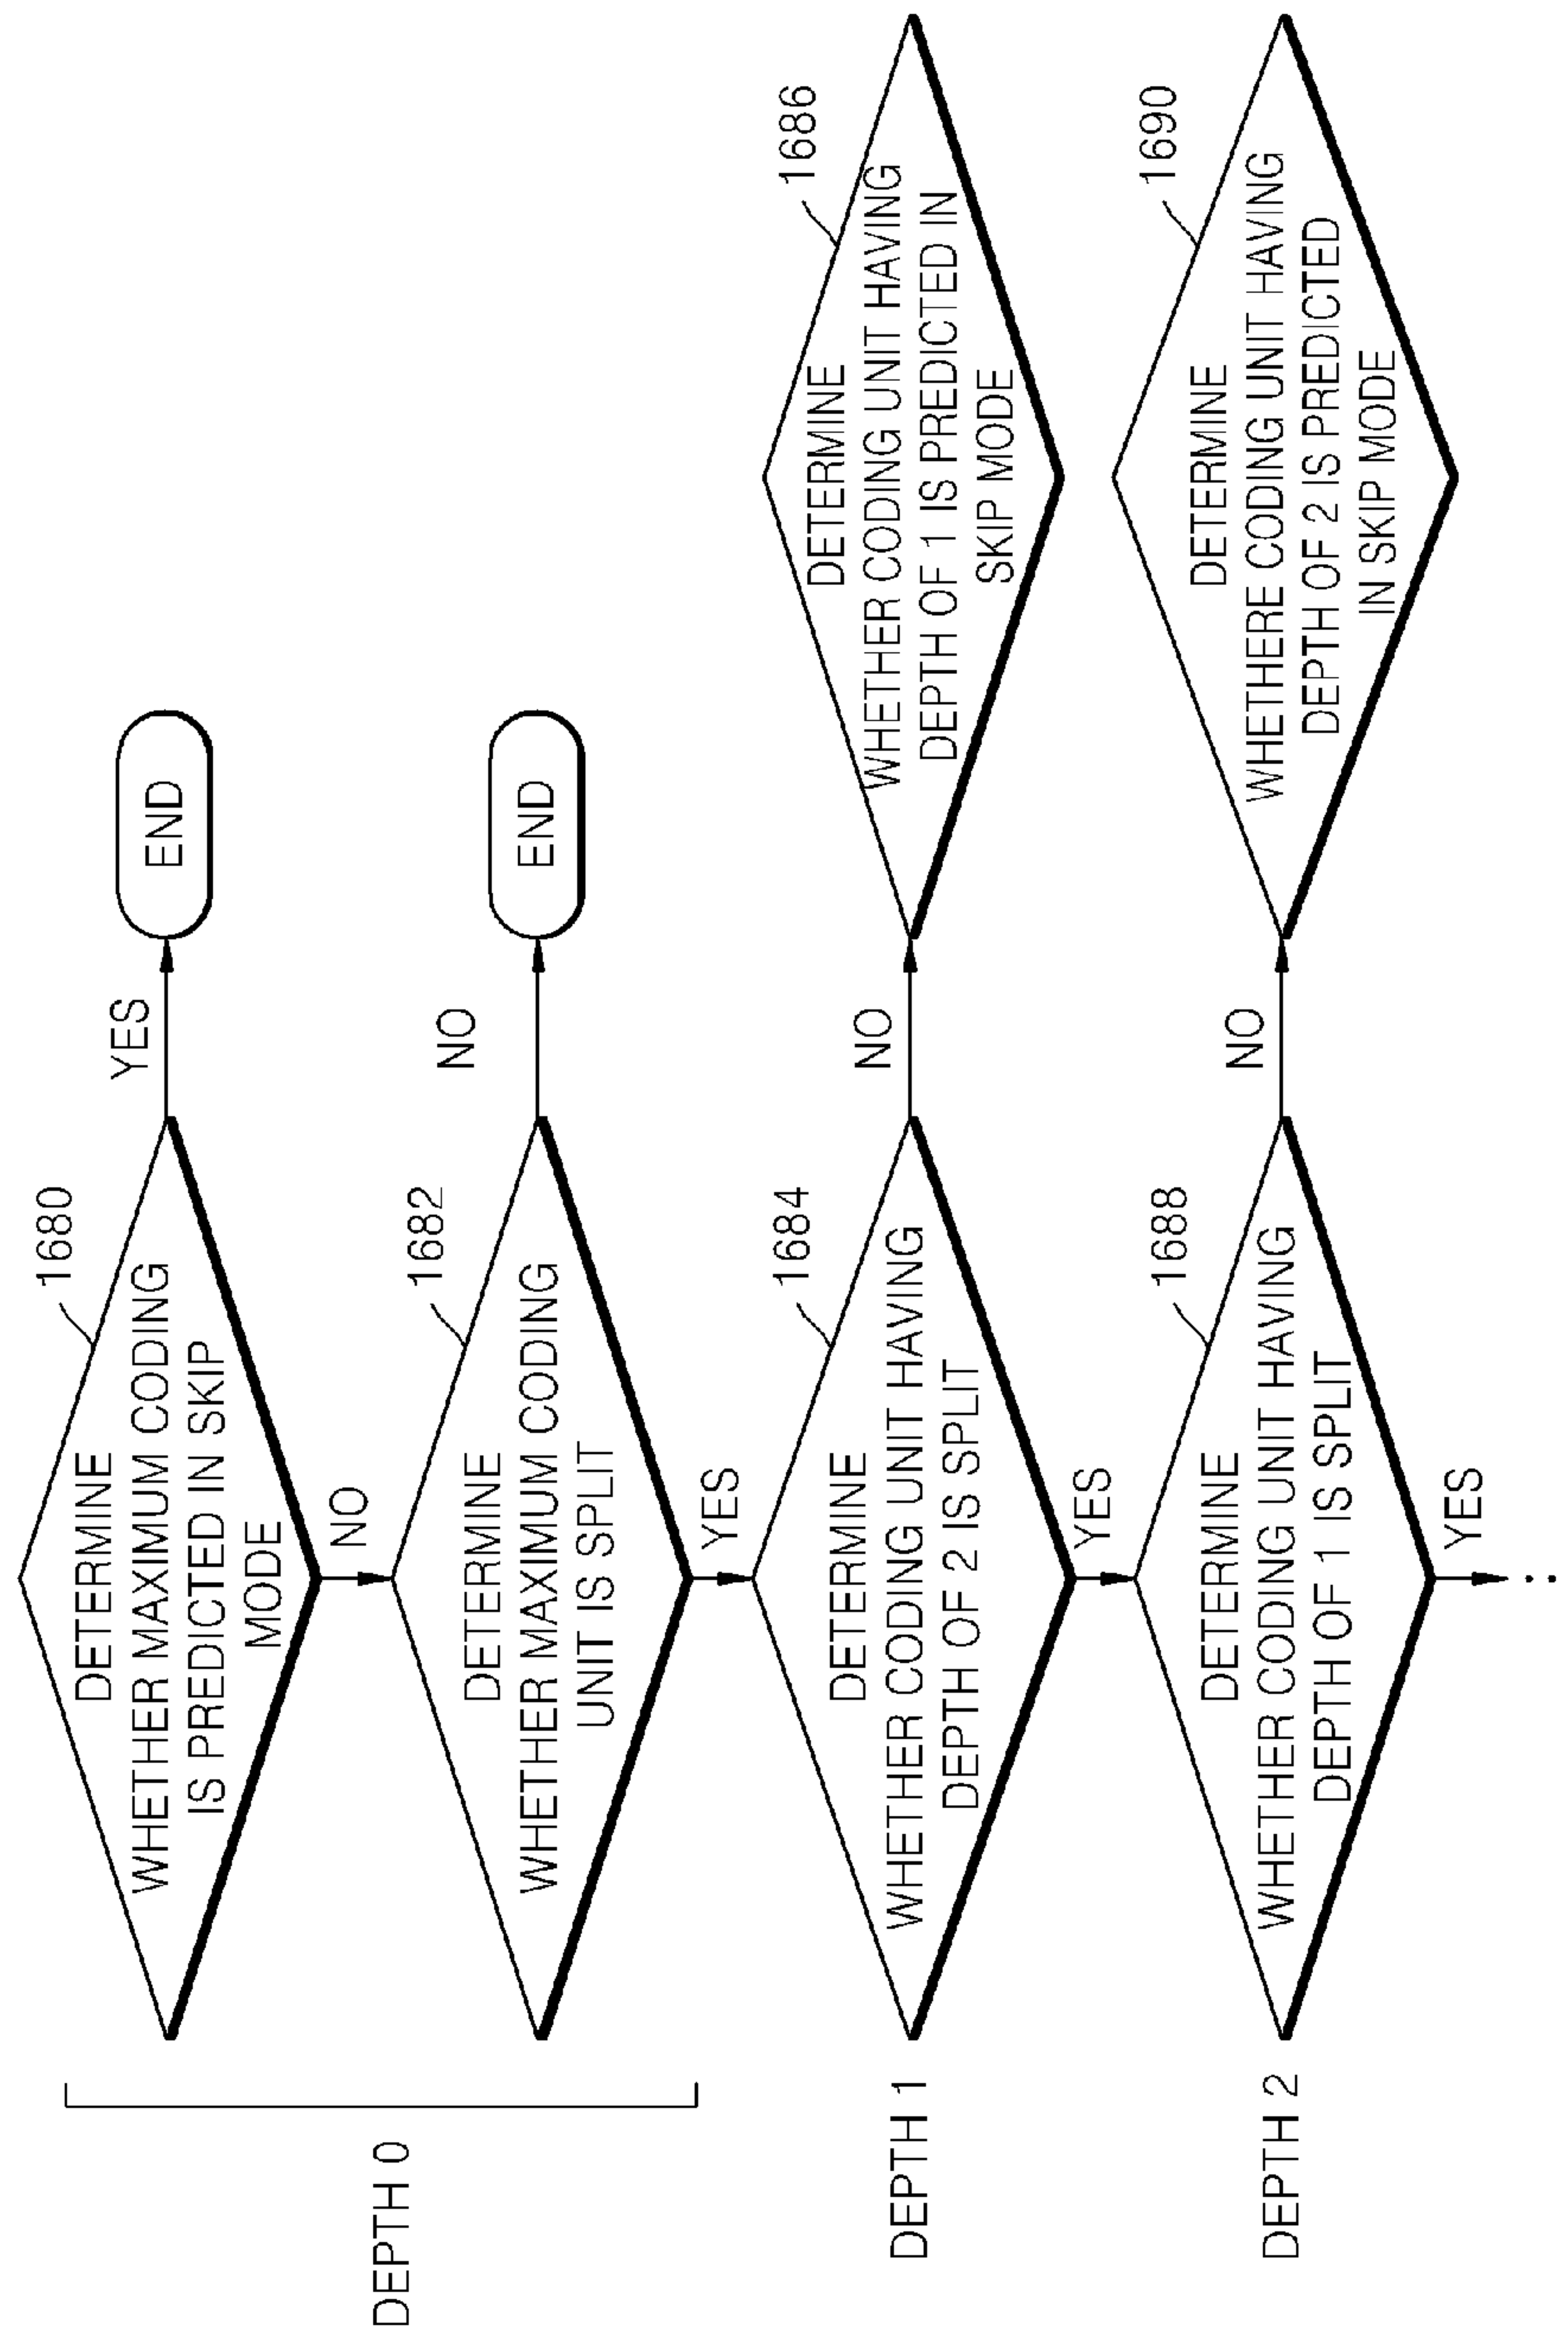 DETERMINE
WHETHER MAXIMUM CODING
IS PREDICTED IN SKIP
MODE
1680
YES
END
NO
DEPTH 0
DETERMINE
WHETHER MAXIMUM CODING
UNIT IS SPLIT
1682
NO
END
YES
DEPTH 1
DETERMINE
WHETHER CODING UNIT HAVING
DEPTH OF 2 IS SPLIT
1684
NO
DETERMINE
WHETHER CODING UNIT HAVING
DEPTH OF 1 IS PREDICTED IN
SKIP MODE
1686
YES
DEPTH 2
DETERMINE
WHETHER CODING UNIT HAVING
DEPTH OF 1 IS SPLIT
1688
NO
DETERMINE
WHETHERE CODING UNIT HAVING
DEPTH OF 2 IS PREDICTED
IN SKIP MODE
1690
YES